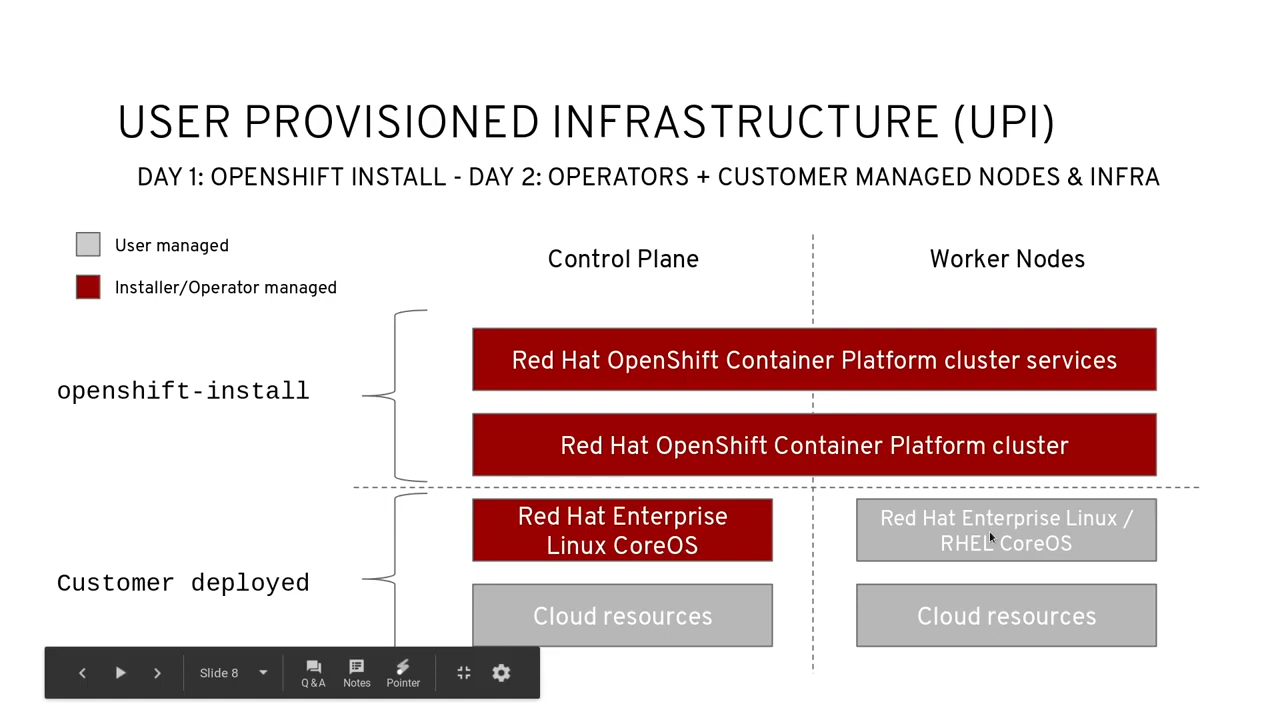 USER PROVISIONED INFRASTRUCTURE (UPI)
DAY 1: OPENSHIFT INSTALL - DAY 2: OPERATORS + CUSTOMER MANAGED NODES & INFRA
User managed
Installer/Operator managed
Control Plane
Worker Nodes
openshift-install
Red Hat OpenShift Container Platform cluster services
Red Hat OpenShift Container Platform cluster
Customer deployed
Red Hat Enterprise
Linux CoreOS
Red Hat Enterprise Linux /
RHEL CoreOS
Cloud resources
Cloud resources
Slide 8
Q & A
Notes
Pointer